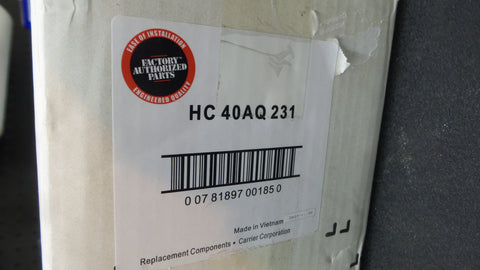 EASE OF INSTALLATION
FACTORY
AUTHORIZED
PARTS
ENGINEERED QUALITY
HC 40AQ 231
0 07 81897 00185 0
Made in Vietnam
Replacement Components • Carrier Corporation